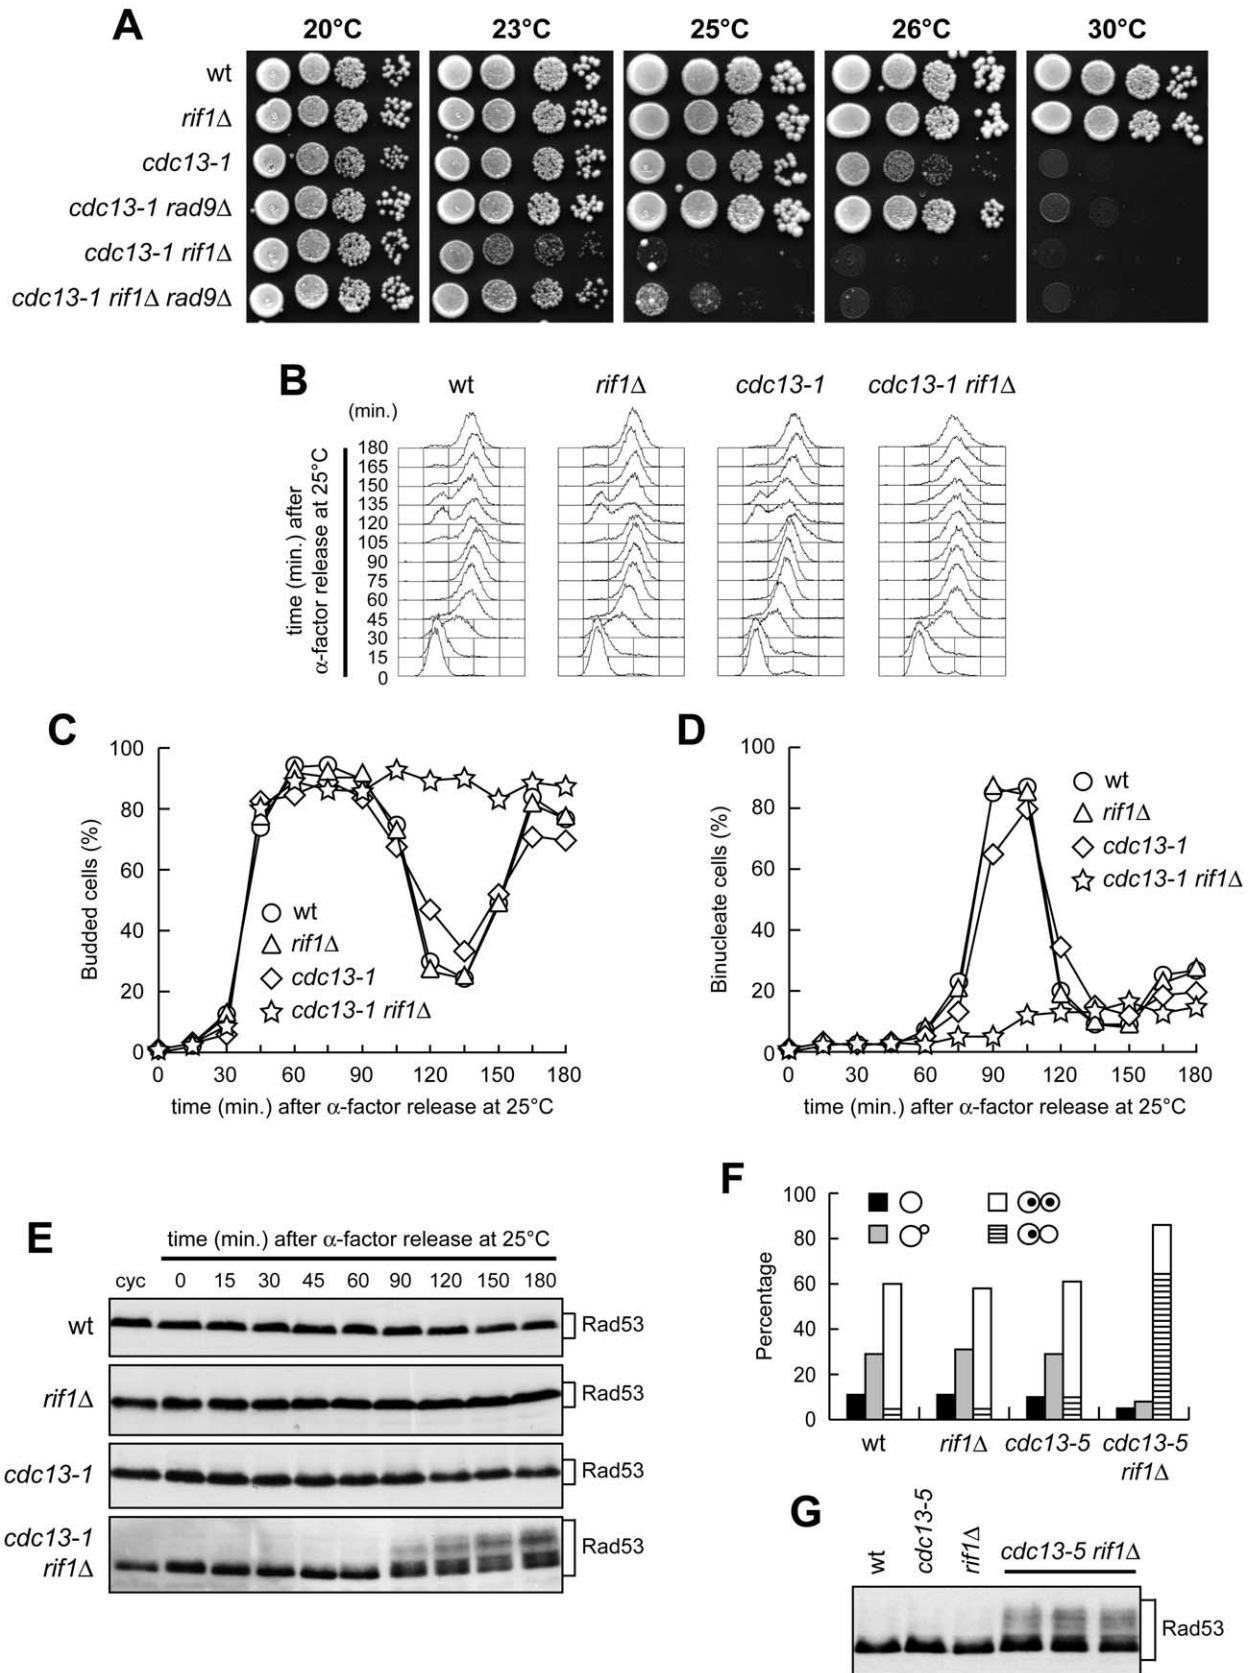 A
20°C 23°C 25°C 26°C 30°C
wt
rif1Δ
cdc13-1
cdc13-1 rad9Δ
cdc13-1 rif1Δ
cdc13-1 rif1Δ rad9Δ
B
wt rif1Δ cdc13-1 cdc13-1 rif1Δ
(min.)
time (min.) after
α-factor release at 25°C
180
165
150
135
120
105
90
75
60
45
30
15
0
C
Budded cells (%)
100
80
60
40
20
0
wt
rif1Δ
cdc13-1
cdc13-1 rif1Δ
0 30 60 90 120 150 180
time (min.) after α-factor release at 25°C
D
Binucleate cells (%)
100
80
60
40
20
0
wt
rif1Δ
cdc13-1
cdc13-1 rif1Δ
0 30 60 90 120 150 180
time (min.) after α-factor release at 25°C
E
time (min.) after α-factor release at 25°C
cyc 0 15 30 45 60 90 120 150 180
wt Rad53
rif1Δ Rad53
cdc13-1 Rad53
cdc13-1
rif1Δ Rad53
F
Percentage
100
80
60
40
20
0
wt rif1Δ cdc13-5 cdc13-5
rif1Δ
G
wt cdc13-5 rif1Δ cdc13-5 rif1Δ
Rad53